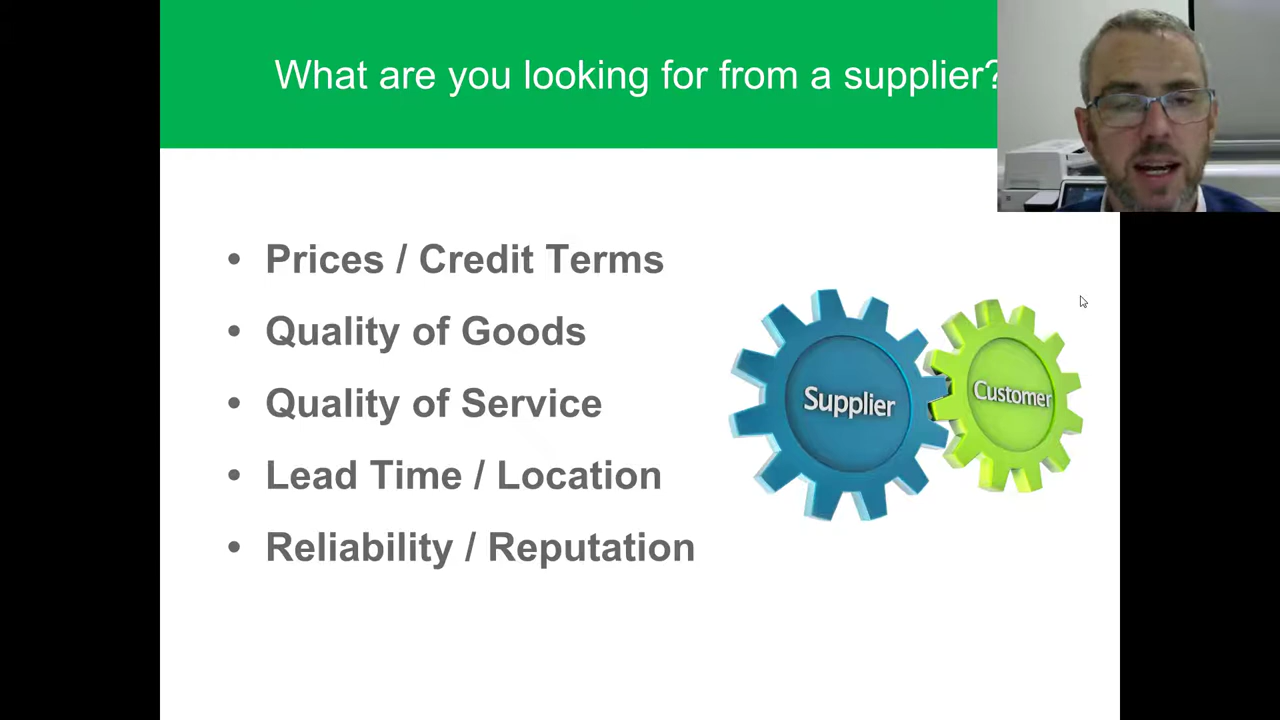 What are you looking for from a supplier?
• Prices / Credit Terms
• Quality of Goods
• Quality of Service
• Lead Time / Location
• Reliability / Reputation
Supplier
Customer